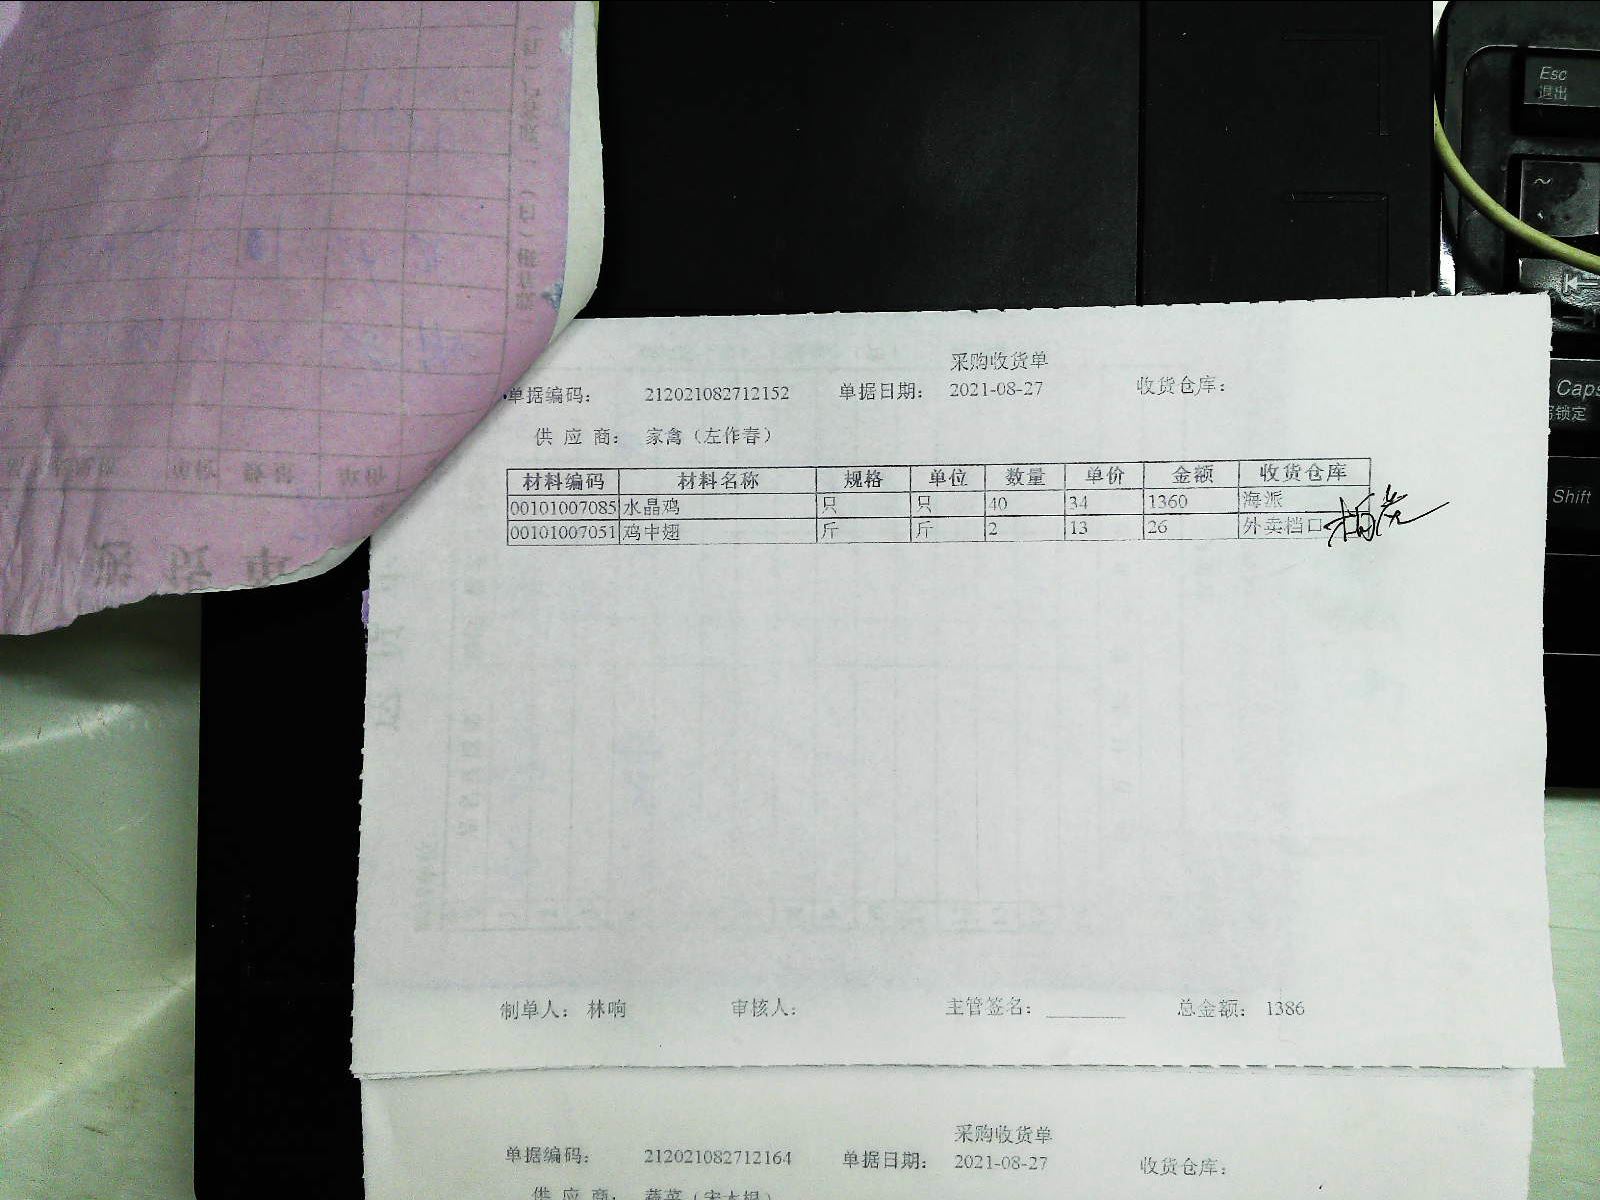 采购收货单
单据编码： 212021082712152 单据日期： 2021-08-27 收货仓库：
供 应 商： 家禽（左作春）
材料编码 材料名称 规格 单位 数量 单价 金额 收货仓库
00101007085 水晶鸡 只 只 40 34 1360 海派
00101007051 鸡中翅 斤 斤 2 13 26 外卖档口
制单人： 林响 审核人： 主管签名： 总金额： 1386
采购收货单
单据编码： 212021082712164 单据日期： 2021-08-27 收货仓库：
供 应 商：
Esc
退出
~
Caps
锁定
Shift